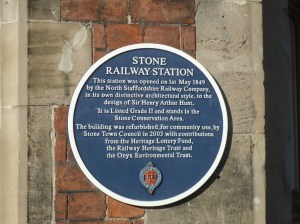 STONE
RAILWAY STATION
This station was opened on 1st May 1849
by the North Staffordshire Railway Company,
in its own distinctive architectural style, to the
design of Sir Henry Arthur Hunt.
It is Listed Grade II and stands in the
Stone Conservation Area.
The building was refurbished, for community use, by
Stone Town Council in 2003 with contributions
from the Heritage Lottery Fund,
the Railway Heritage Trust and
the Onyx Environmental Trust.